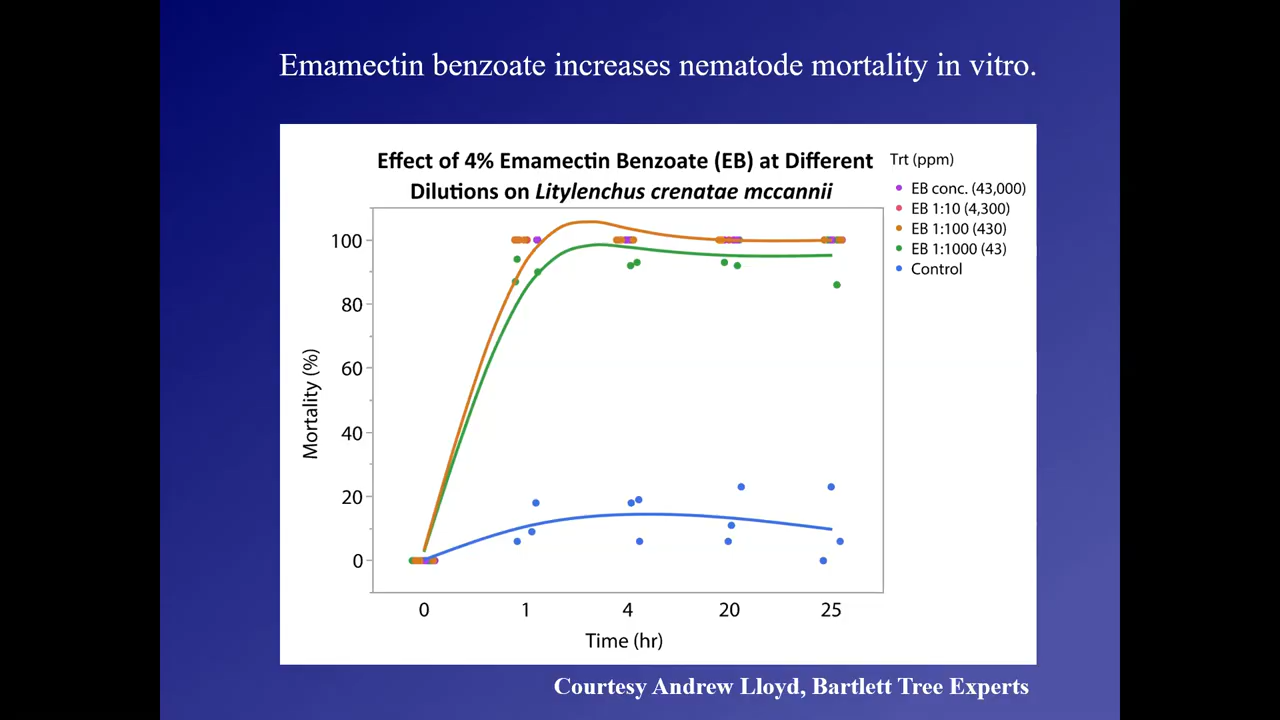 Emamectin benzoate increases nematode mortality in vitro.
Effect of 4% Emamectin Benzoate (EB) at Different
Dilutions on Litylenchus crenatae mccannii
Trt (ppm)
EB conc. (43,000)
EB 1:10 (4,300)
EB 1:100 (430)
EB 1:1000 (43)
Control
Mortality (%)
100
80
60
40
20
0
0 1 4 20 25
Time (hr)
Courtesy Andrew Lloyd, Bartlett Tree Experts